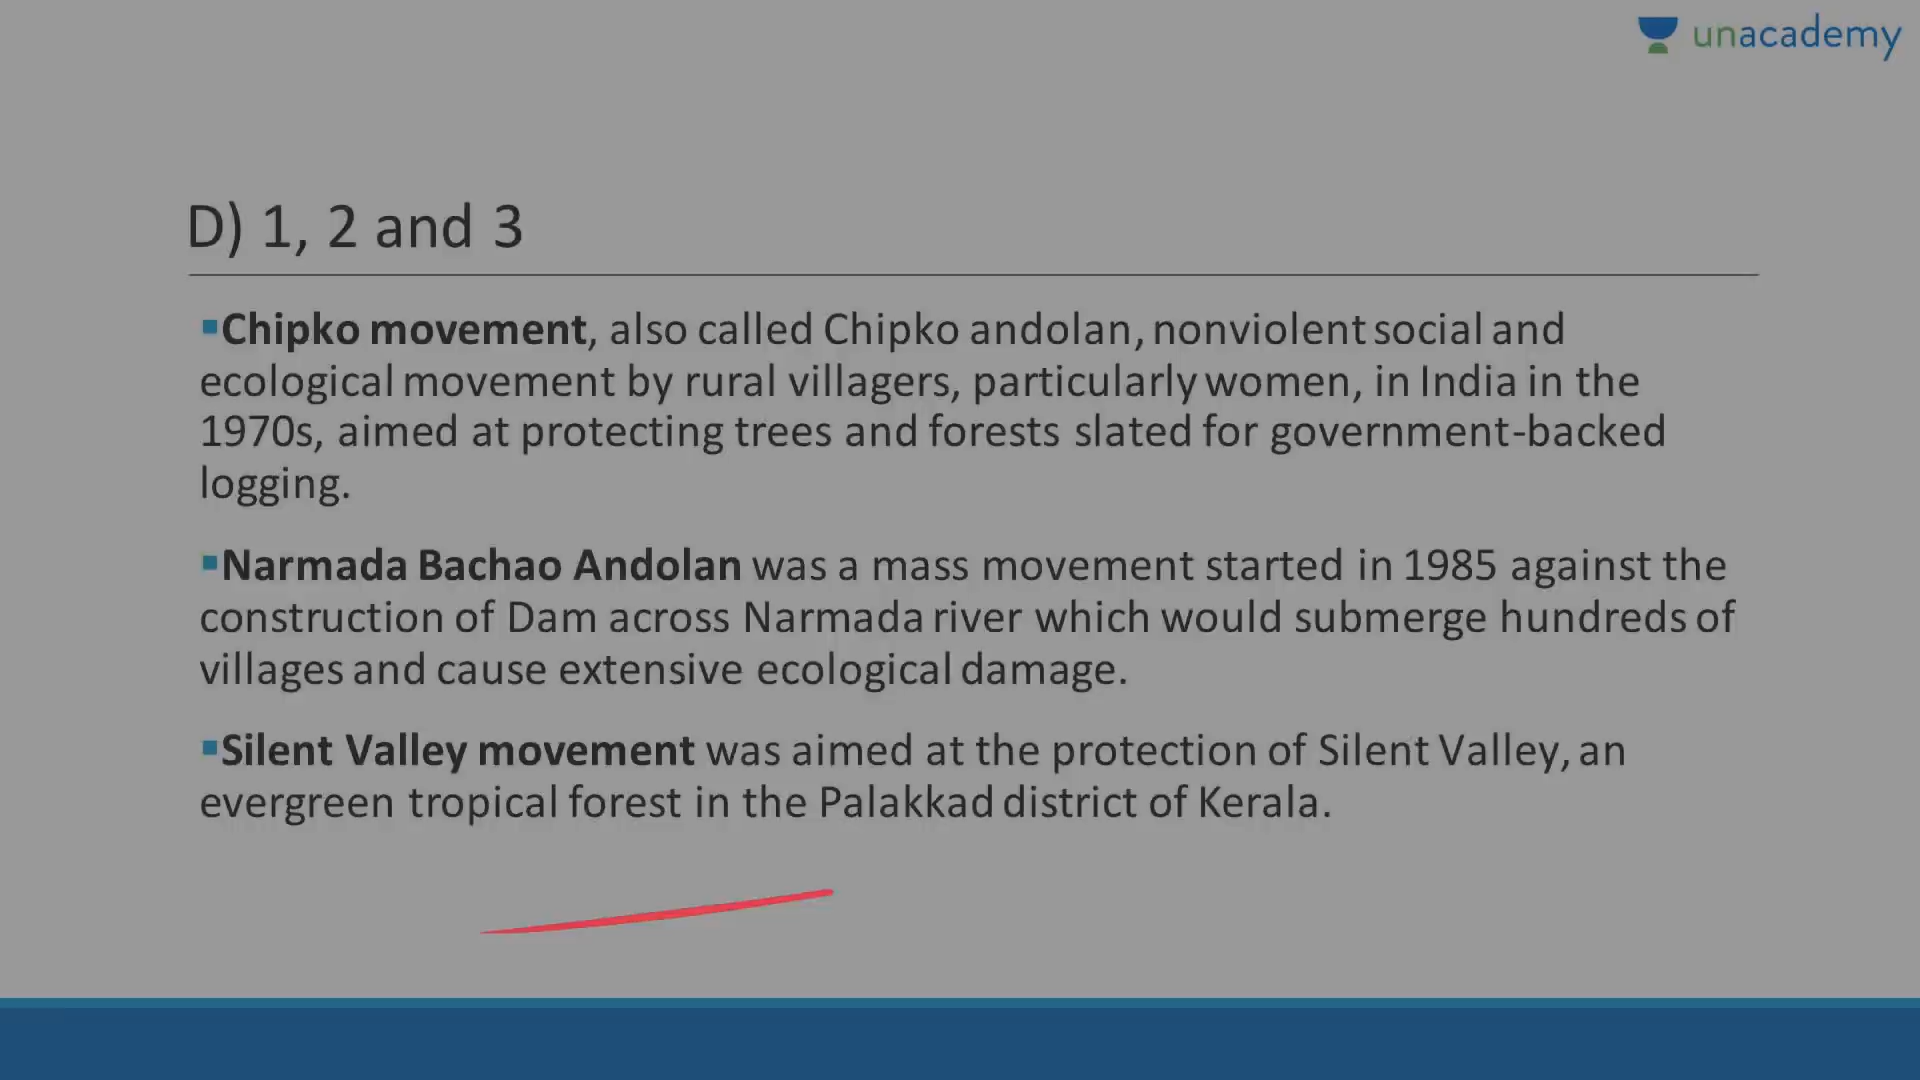 unacademy
D) 1, 2 and 3
▪Chipko movement, also called Chipko andolan, nonviolent social and
ecological movement by rural villagers, particularly women, in India in the
1970s, aimed at protecting trees and forests slated for government-backed
logging.
▪Narmada Bachao Andolan was a mass movement started in 1985 against the
construction of Dam across Narmada river which would submerge hundreds of
villages and cause extensive ecological damage.
▪Silent Valley movement was aimed at the protection of Silent Valley, an
evergreen tropical forest in the Palakkad district of Kerala.